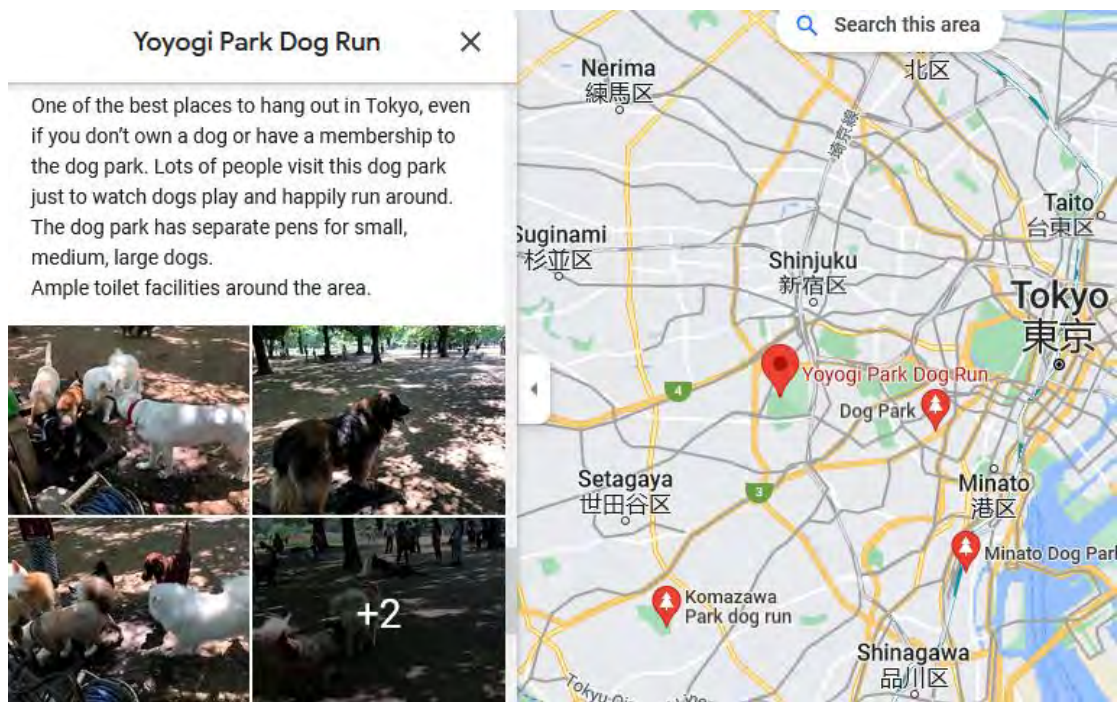 Yoyogi Park Dog Run
One of the best places to hang out in Tokyo, even
if you don't own a dog or have a membership to
the dog park. Lots of people visit this dog park
just to watch dogs play and happily run around.
The dog park has separate pens for small,
medium, large dogs.
Ample toilet facilities around the area.
+2
Search this area
Nerima
練馬区
北区
埼京線
Taito
台東区
Suginami
杉並区
Shinjuku
新宿区
Tokyo
東京
Yoyogi Park Dog Run
4
Dog Park
Setagaya
世田谷区
3
Minato
港区
Minato Dog Park
Komazawa
Park dog run
Shinagawa
品川区